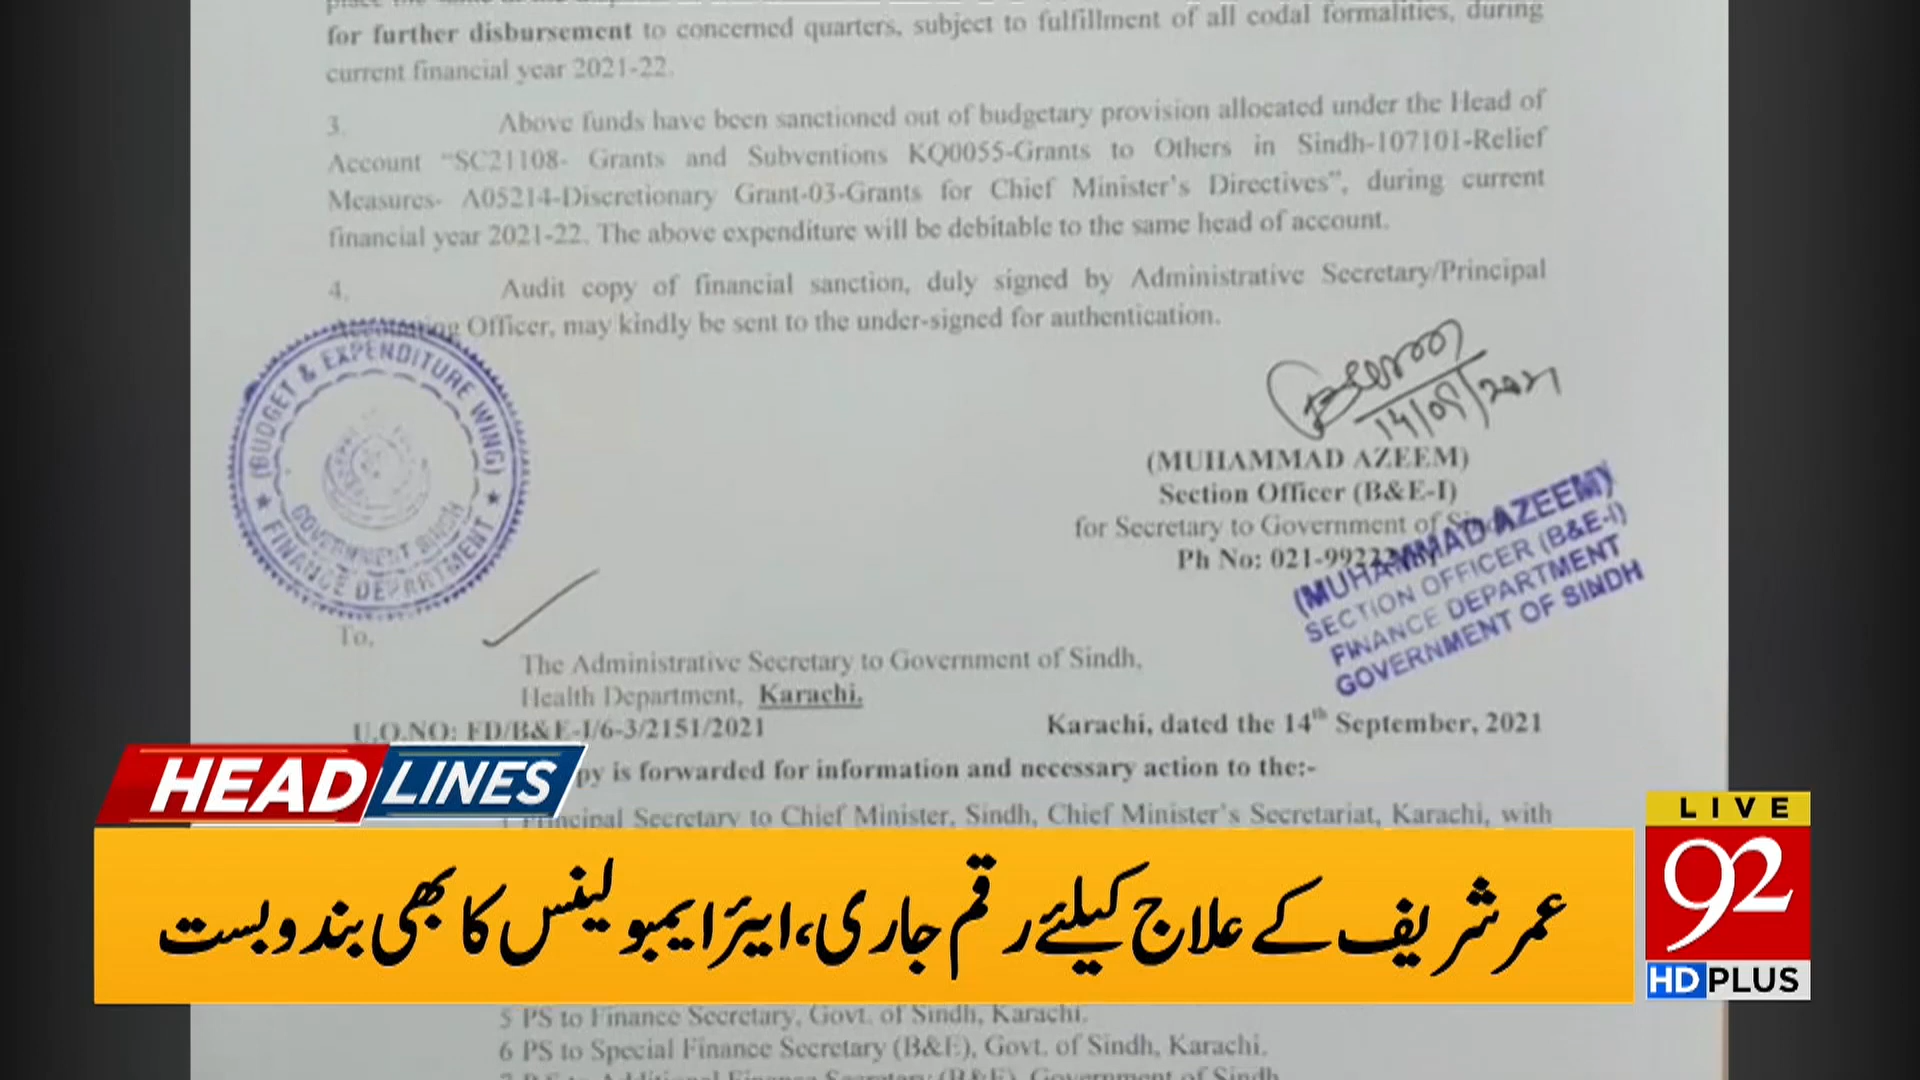 for further disbursement to concerned quarters, subject to fulfillment of all codal formalities, during
current financial year 2021-22.
3. Above funds have been sanctioned out of budgetary provision allocated under the Head of
Account "SC21108- Grants and Subventions KQ0055-Grants to Others in Sindh-107101-Relief
Measures- A05214-Discretionary Grant-03-Grants for Chief Minister's Directives", during current
financial year 2021-22. The above expenditure will be debitable to the same head of account.
4. Audit copy of financial sanction, duly signed by Administrative Secretary/Principal
Officer, may kindly be sent to the under-signed for authentication.
(BUDGET & EXPENDITURE WING)
GOVERNMENT SINDH
★ FINANCE DEPARTMENT ★
14/09/2021
(MUHAMMAD AZEEM)
Section Officer (B&E-I)
for Secretary to Government of
Ph No: 021-9922
(MUHAMMAD AZEEM)
SECTION OFFICER (B&E-I)
FINANCE DEPARTMENT
GOVERNMENT OF SINDH
To,
The Administrative Secretary to Government of Sindh,
Health Department, Karachi.
U.O.NO: FD/B&E-I/6-3/2151/2021 Karachi, dated the 14th September, 2021
is forwarded for information and necessary action to the:-
Principal Secretary to Chief Minister, Sindh, Chief Minister's Secretariat, Karachi, with
HEADLINES
عمر شریف کے علاج کیلئے رقم جاری، ایئر ایمبولینس کا بھی بندوبست
LIVE
92
HD PLUS
5 PS to Finance Secretary, Govt. of Sindh, Karachi.
6 PS to Special Finance Secretary (B&E), Govt. of Sindh, Karachi.